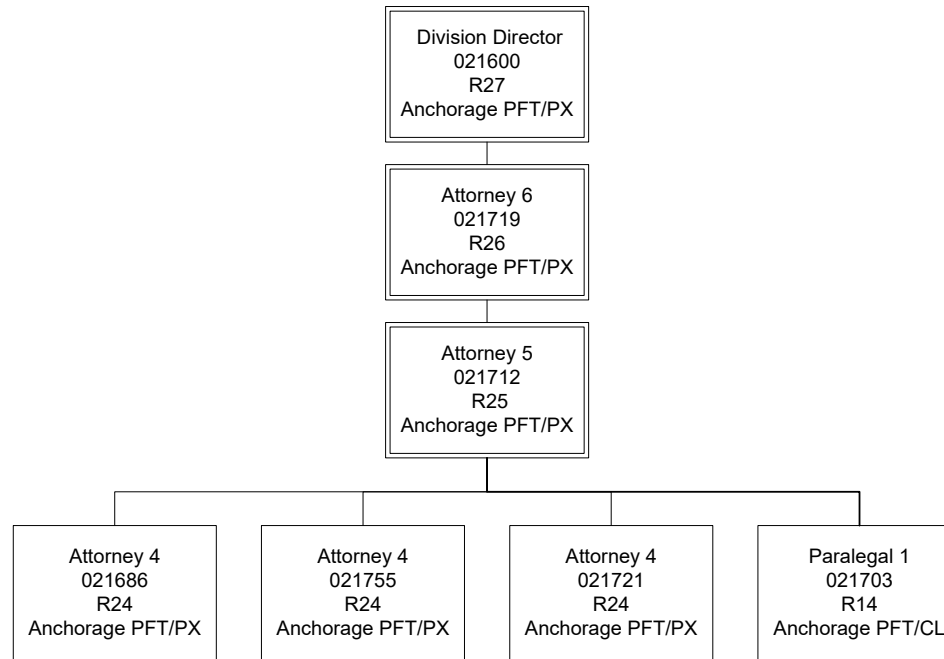 Division Director
021600
R27
Anchorage PFT/PX
Attorney 6
021719
R26
Anchorage PFT/PX
Attorney 5
021712
R25
Anchorage PFT/PX
Attorney 4
021686
R24
Anchorage PFT/PX
Attorney 4
021755
R24
Anchorage PFT/PX
Attorney 4
021721
R24
Anchorage PFT/PX
Paralegal 1
021703
R14
Anchorage PFT/CL